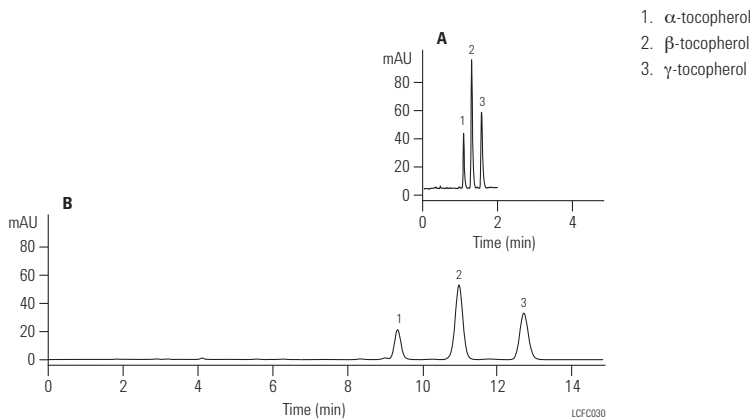 A
mAU
2
80
60
3
1
40
20
0
0 2 4
Time (min)
1. α-tocopherol
2. β-tocopherol
3. γ-tocopherol
B
mAU
80
60
2
40
3
1
20
0
0 2 4 6 8 10 12 14
Time (min)
LCFC030